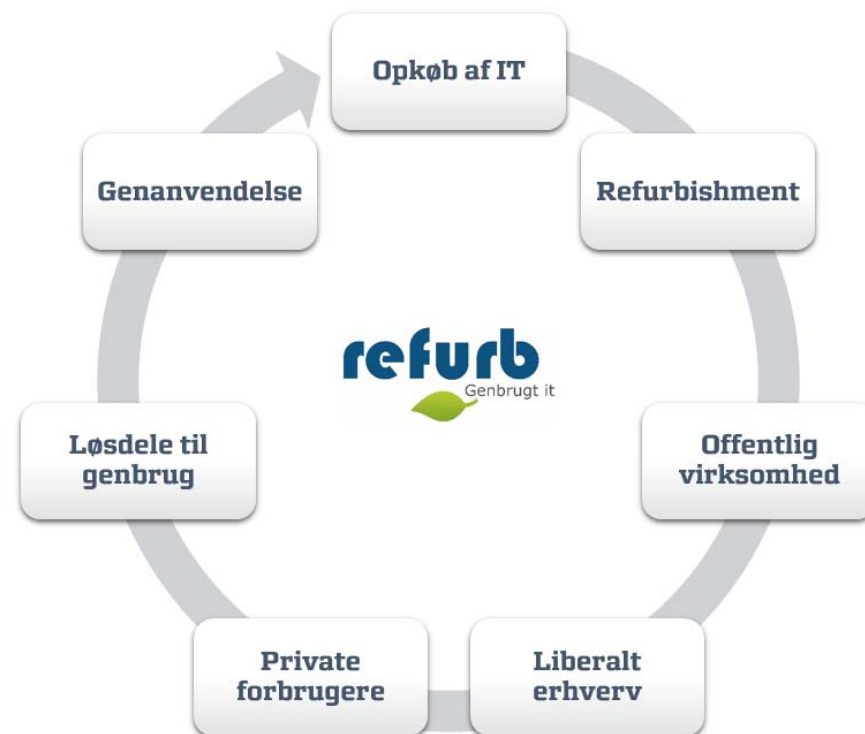 Opkøb af IT
Refurbishment
Offentlig
virksomhed
Liberalt
erhverv
Private
forbrugere
Løsdele til
genbrug
Genanvendelse
refurb
Genbrugt it